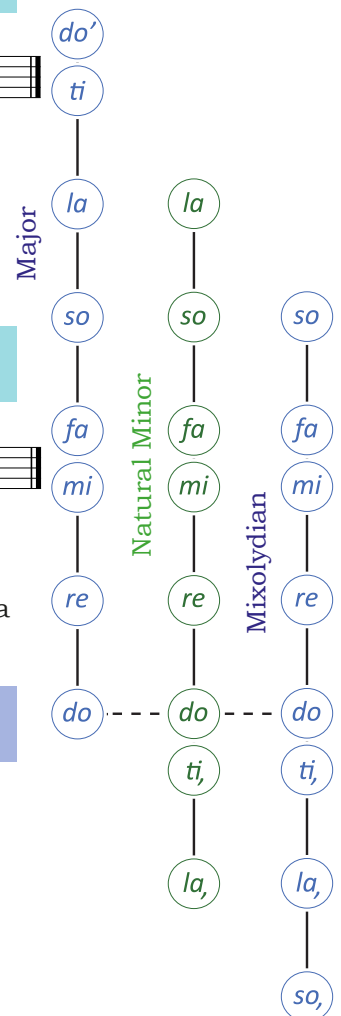 Major
do’
ti
la
so
fa
mi
re
do
Natural Minor
la
so
fa
mi
re
do
ti,
la,
Mixolydian
so
fa
mi
re
do
ti,
la,
so,
a